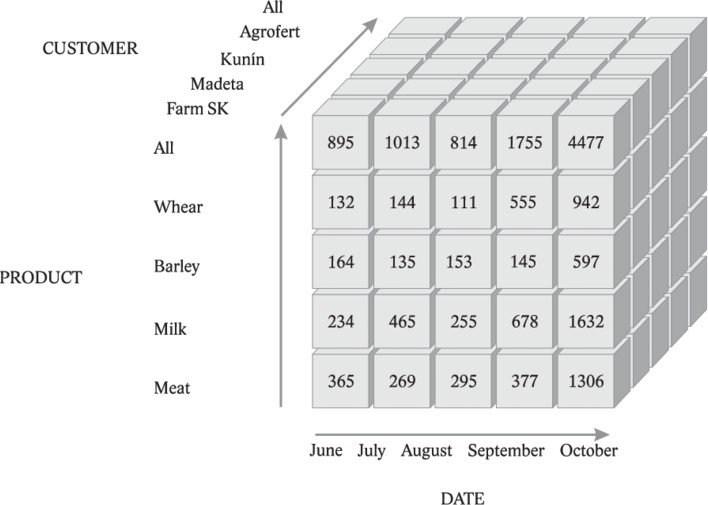 All
Agrofert
CUSTOMER
Kunín
Madeta
Farm SK
All 895 1013 814 1755 4477
Whear 132 144 111 555 942
PRODUCT
Barley 164 135 153 145 597
Milk 234 465 255 678 1632
Meat 365 269 295 377 1306
June July August September October
DATE